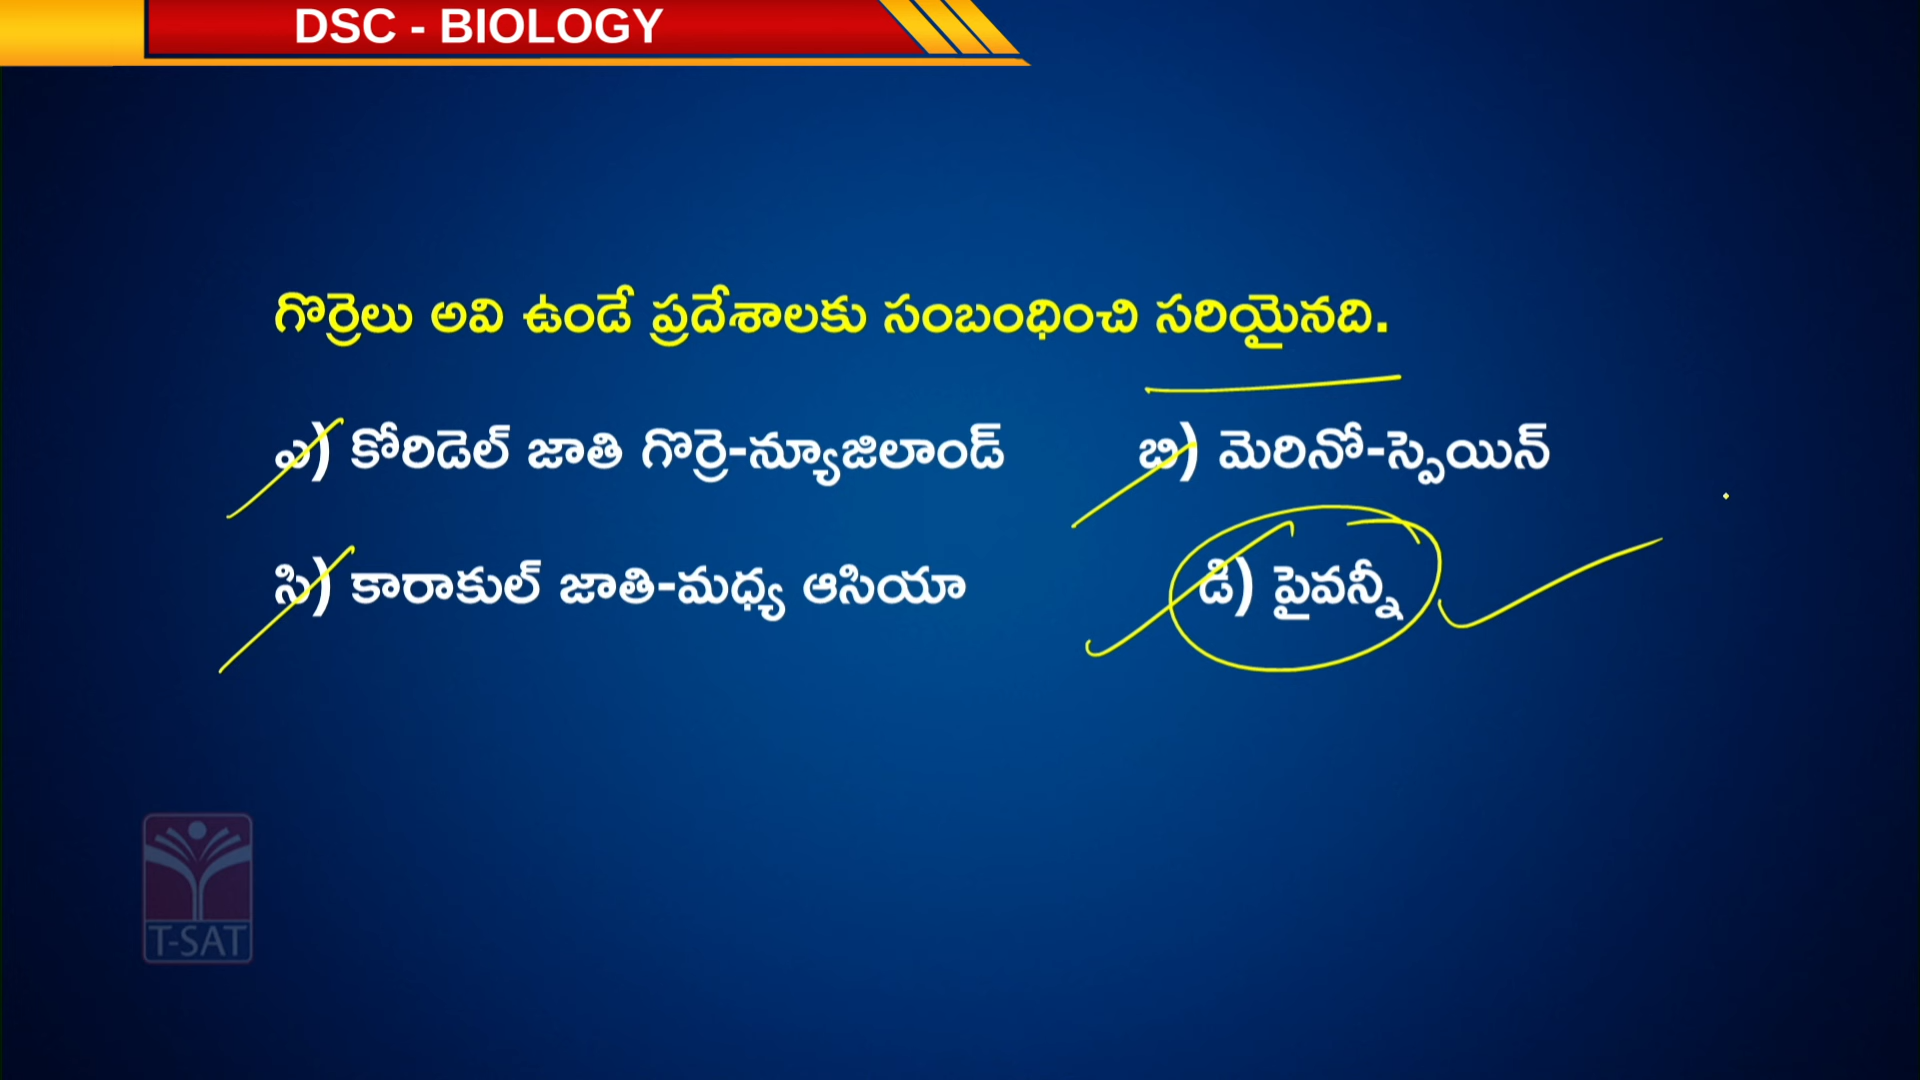 DSC - BIOLOGY
గొర్రెలు అవి ఉండే ప్రదేశాలకు సంబంధించి సరియైనది.
ఎ) కోరిడెల్ జాతి గొర్రె-న్యూజిలాండ్ బి) మెరినో-స్పెయిన్
సి) కారాకుల్ జాతి-మధ్య ఆసియా డి) పైవన్నీ
T-SAT